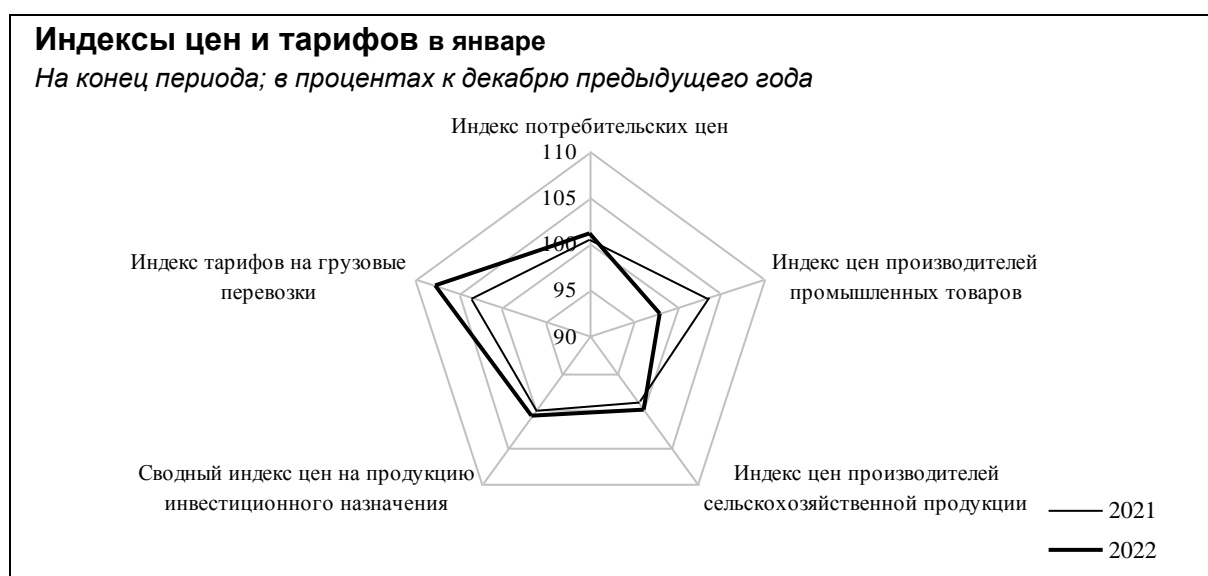 Индексы цен и тарифов в январе
На конец периода; в процентах к декабрю предыдущего года
Индекс потребительских цен
110
105
100
95
90
Индекс цен производителей
промышленных товаров
Индекс цен производителей
сельскохозяйственной продукции
Сводный индекс цен на продукцию
инвестиционного назначения
Индекс тарифов на грузовые
перевозки
2021
2022